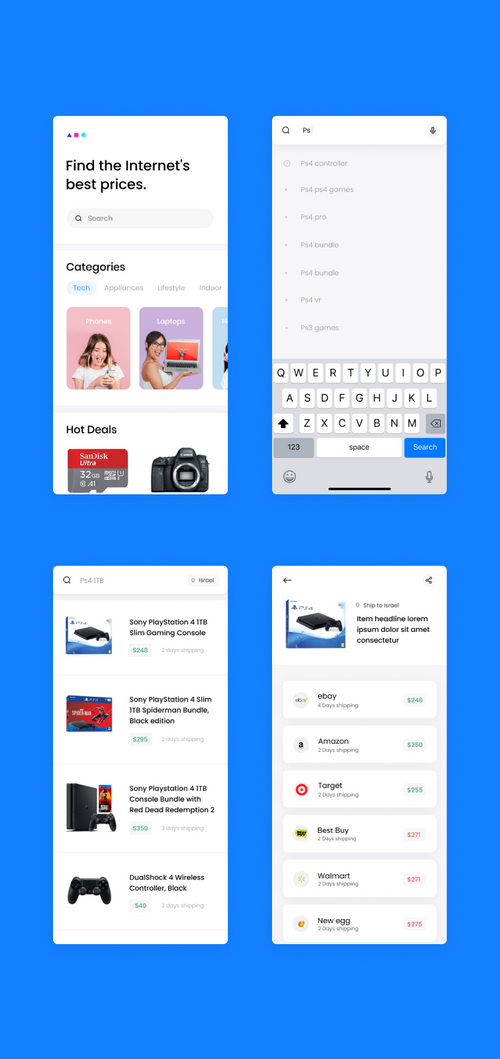 Find the Internet's
best prices.
Search
Categories
Tech Appliances Lifestyle Indoor
Phones Laptops
Hot Deals
SanDisk
Ultra
32GB
A1
Canon
Ps
Ps4 controller
Ps4 ps4 games
Ps4 pro
Ps4 bundle
Ps4 bundle
Ps4 vr
Ps3 games
Q W E R T Y U I O P
A S D F G H J K L
Z X C V B N M
123 space Search
Ps4 1TB Israel
Sony PlayStation 4 1TB
Slim Gaming Console
$248 2 days shipping
Sony PlayStation 4 Slim
1TB Spiderman Bundle,
Black edition
$295 2 days shipping
Sony Playstation 4 1TB
Console Bundle with
Red Dead Redemption 2
$359 2 days shipping
DualShock 4 Wireless
Controller, Black
$40 2 days shipping
PS4
Ship to Israel
Item headline lorem
ipsum dolor sit amet
consectetur
ebay
4 Days shipping
$248
Amazon
2 Days shipping
$250
Target
2 Days shipping
$255
Best Buy
2 Days shipping
$271
Walmart
2 Days shipping
$271
New egg
2 Days shipping
$275